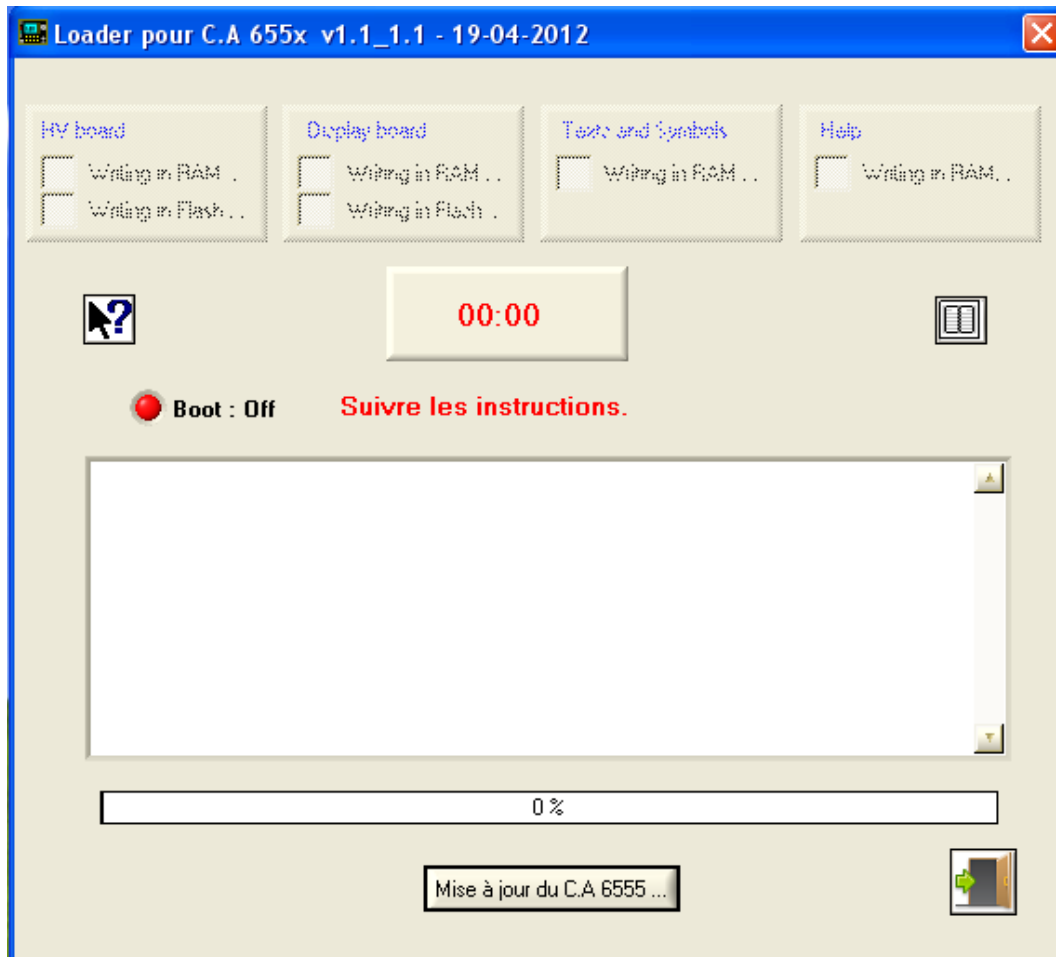 Loader pour C.A 655x v1.1_1.1 - 19-04-2012
HV board
Display board
Texts and Symbols
Help
Writing in RAM . .
Writing in RAM . .
Writing in RAM . .
Writing in RAM. .
Writing in Flash . .
Writing in Flash .
?
00:00
Boot : Off
Suivre les instructions.
0 %
Mise à jour du C.A 6555 ...